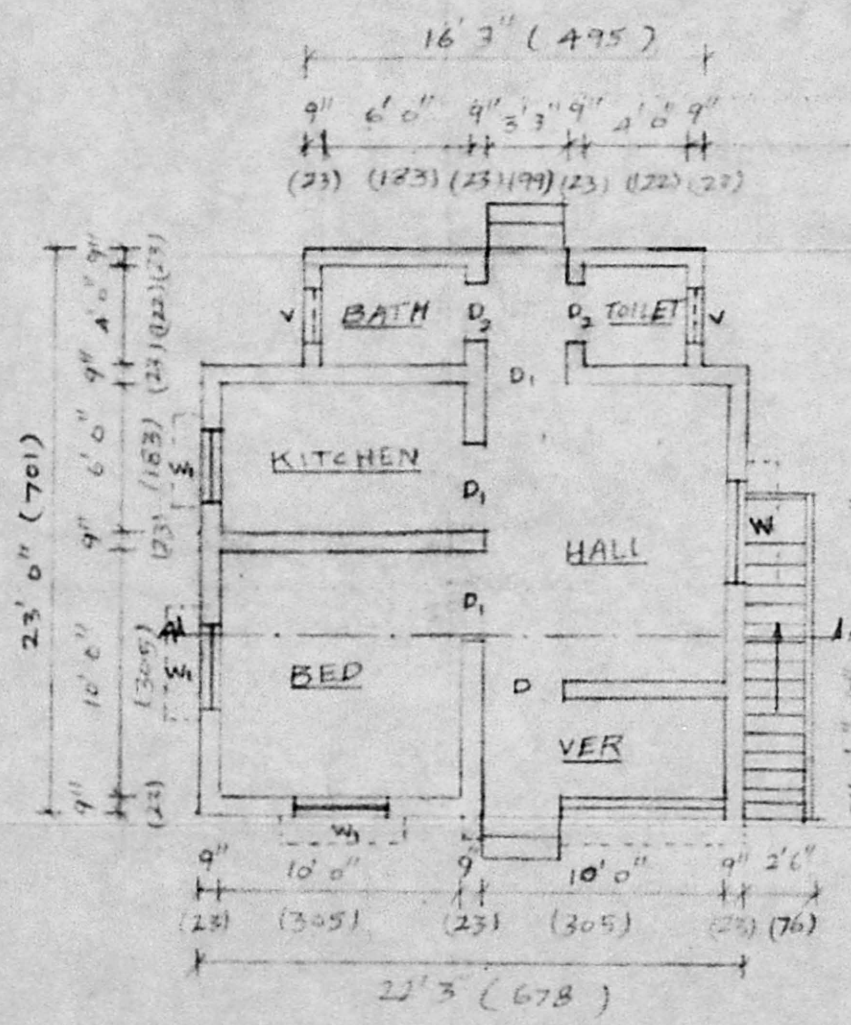 16' 3" (495)
9" 6' 0" 9" 3' 3" 9" 4' 0" 9"
(23) (183) (23) (99) (23) (122) (23)
BATH D2 D2 TOILET
V V
D1
KITCHEN
D1
HALL
W
D1
BED
D
VER
W1
W1
W1
A
23' 0" (701)
9" 4' 0" 9" 6' 0" 9" 10' 0" 9"
(23) (122) (23) (183) (23) (305) (23)
9" 10' 0" 9" 10' 0" 9" 2' 6"
(23) (305) (23) (305) (23) (76)
22' 3" (678)